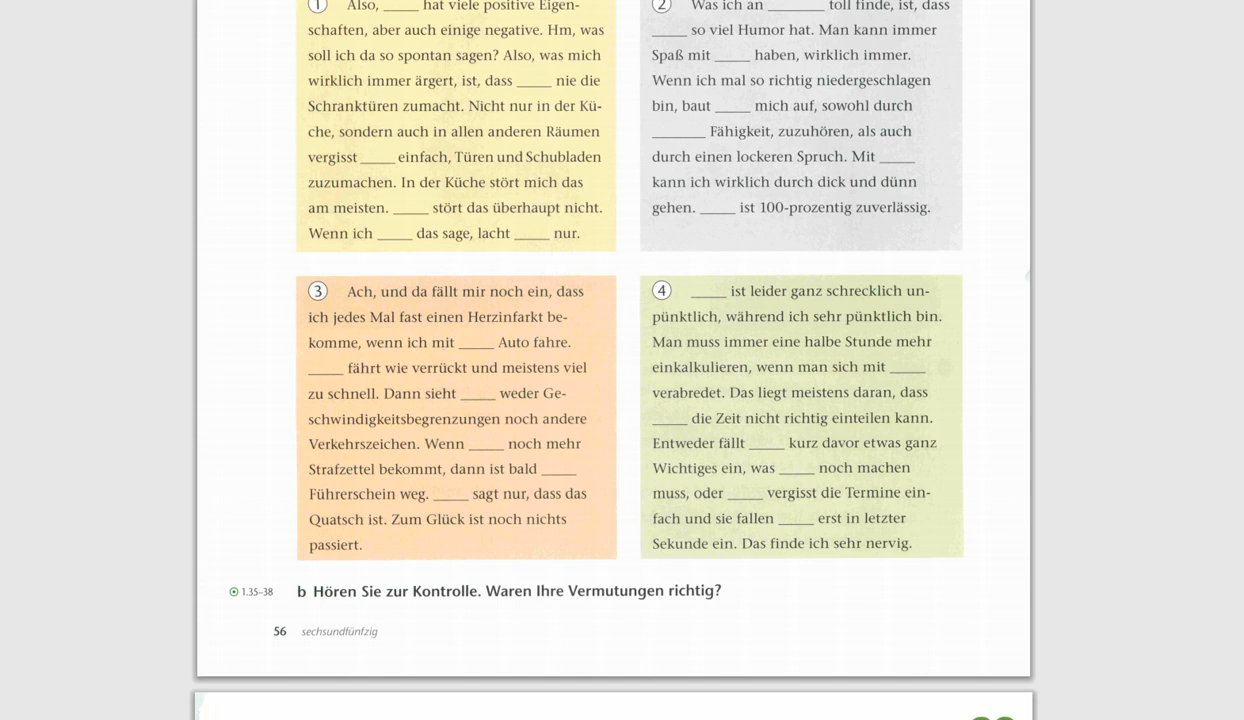 1 Also, _____ hat viele positive Eigen-
schaften, aber auch einige negative. Hm, was
soll ich da so spontan sagen? Also, was mich
wirklich immer ärgert, ist, dass _____ nie die
Schranktüren zumacht. Nicht nur in der Kü-
che, sondern auch in allen anderen Räumen
vergisst _____ einfach, Türen und Schubladen
zuzumachen. In der Küche stört mich das
am meisten. _____ stört das überhaupt nicht.
Wenn ich _____ das sage, lacht _____ nur.
2 Was ich an ________ toll finde, ist, dass
_____ so viel Humor hat. Man kann immer
Spaß mit _____ haben, wirklich immer.
Wenn ich mal so richtig niedergeschlagen
bin, baut _____ mich auf, sowohl durch
________ Fähigkeit, zuzuhören, als auch
durch einen lockeren Spruch. Mit _____
kann ich wirklich durch dick und dünn
gehen. _____ ist 100-prozentig zuverlässig.
3 Ach, und da fällt mir noch ein, dass
ich jedes Mal fast einen Herzinfarkt be-
komme, wenn ich mit _____ Auto fahre.
_____ fährt wie verrückt und meistens viel
zu schnell. Dann sieht _____ weder Ge-
schwindigkeitsbegrenzungen noch andere
Verkehrszeichen. Wenn _____ noch mehr
Strafzettel bekommt, dann ist bald _____
Führerschein weg. _____ sagt nur, dass das
Quatsch ist. Zum Glück ist noch nichts
passiert.
4 _____ ist leider ganz schrecklich un-
pünktlich, während ich sehr pünktlich bin.
Man muss immer eine halbe Stunde mehr
einkalkulieren, wenn man sich mit _____
verabredet. Das liegt meistens daran, dass
_____ die Zeit nicht richtig einteilen kann.
Entweder fällt _____ kurz davor etwas ganz
Wichtiges ein, was _____ noch machen
muss, oder _____ vergisst die Termine ein-
fach und sie fallen _____ erst in letzter
Sekunde ein. Das finde ich sehr nervig.
1.35–38 b Hören Sie zur Kontrolle. Waren Ihre Vermutungen richtig?
56 sechsundfünfzig